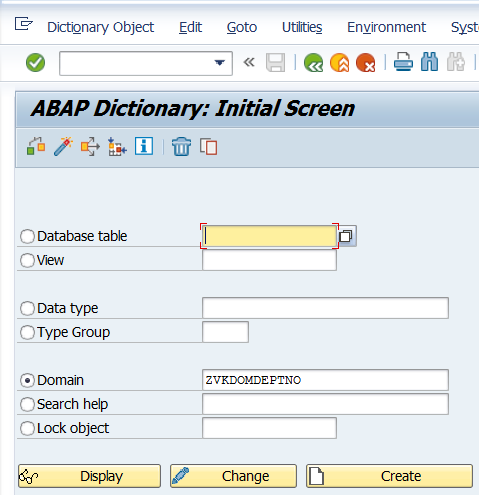 Dictionary Object Edit Goto Utilities Environment Syst
ABAP Dictionary: Initial Screen
Database table
View
Data type
Type Group
Domain ZVKDOMDEPTNO
Search help
Lock object
Display Change Create